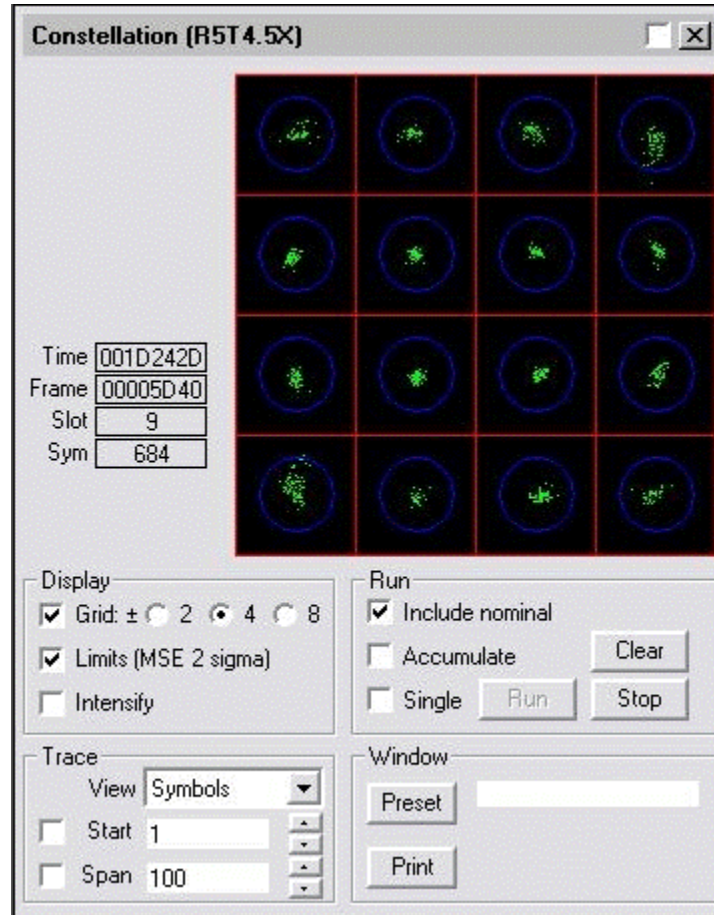 Constellation (R5T4.5X)
Time 001D242D
Frame 00005D40
Slot 9
Sym 684
Display
Grid: ± 2 4 8
Limits (MSE 2 sigma)
Intensify
Run
Include nominal
Accumulate Clear
Single Run Stop
Trace
View Symbols
Start 1
Span 100
Window
Preset
Print